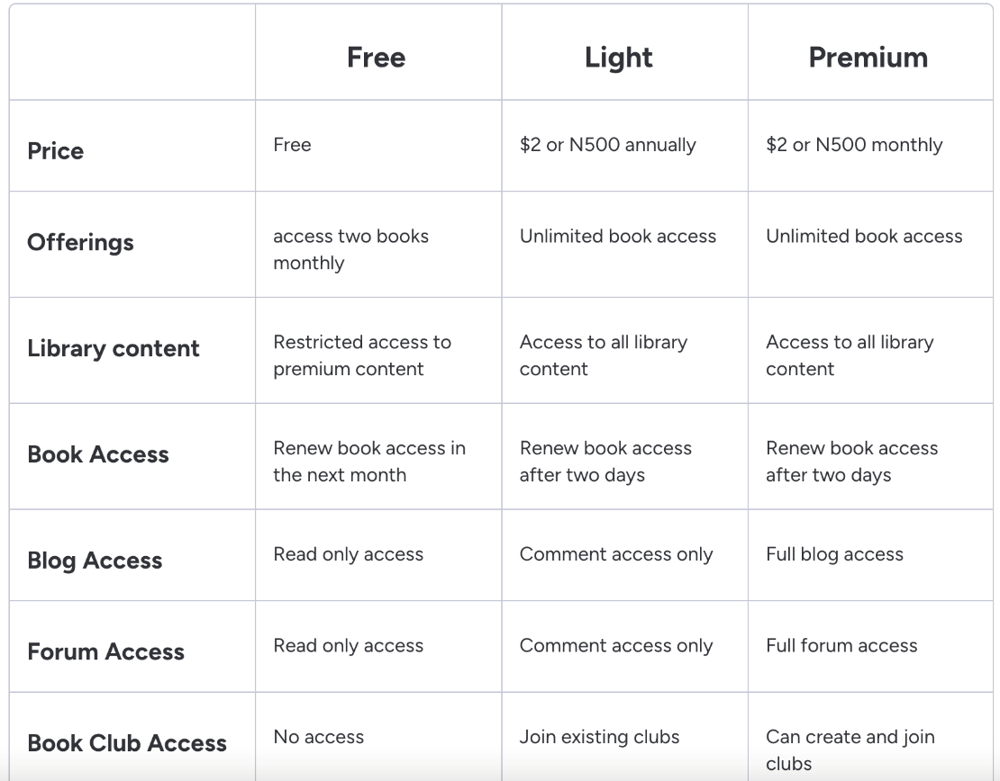 Free Light Premium
Price Free $2 or N500 annually $2 or N500 monthly
Offerings access two books Unlimited book access Unlimited book access
monthly
Library content Restricted access to Access to all library Access to all library
premium content content content
Book Access Renew book access in Renew book access Renew book access
the next month after two days after two days
Blog Access Read only access Comment access only Full blog access
Forum Access Read only access Comment access only Full forum access
Book Club Access No access Join existing clubs Can create and join
clubs